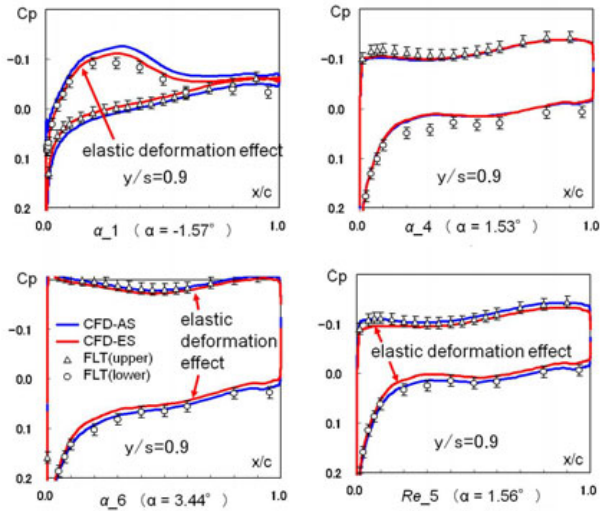 Cp
-0.1
0.0
0.1
0.2
elastic deformation effect
y/s=0.9
x/c
0.0
1.0
α_1 ( α = -1.57° )
Cp
-0.1
0.0
0.1
0.2
y/s=0.9
x/c
0.0
1.0
α_4 ( α = 1.53° )
Cp
-0.1
0.0
0.1
0.2
CFD-AS
CFD-ES
FLT(upper)
FLT(lower)
elastic
deformation
effect
y/s=0.9
x/c
0.0
1.0
α_6 ( α = 3.44° )
Cp
-0.1
0.0
0.1
0.2
elastic deformation effect
y/s=0.9
x/c
0.0
1.0
Re_5 ( α = 1.56° )